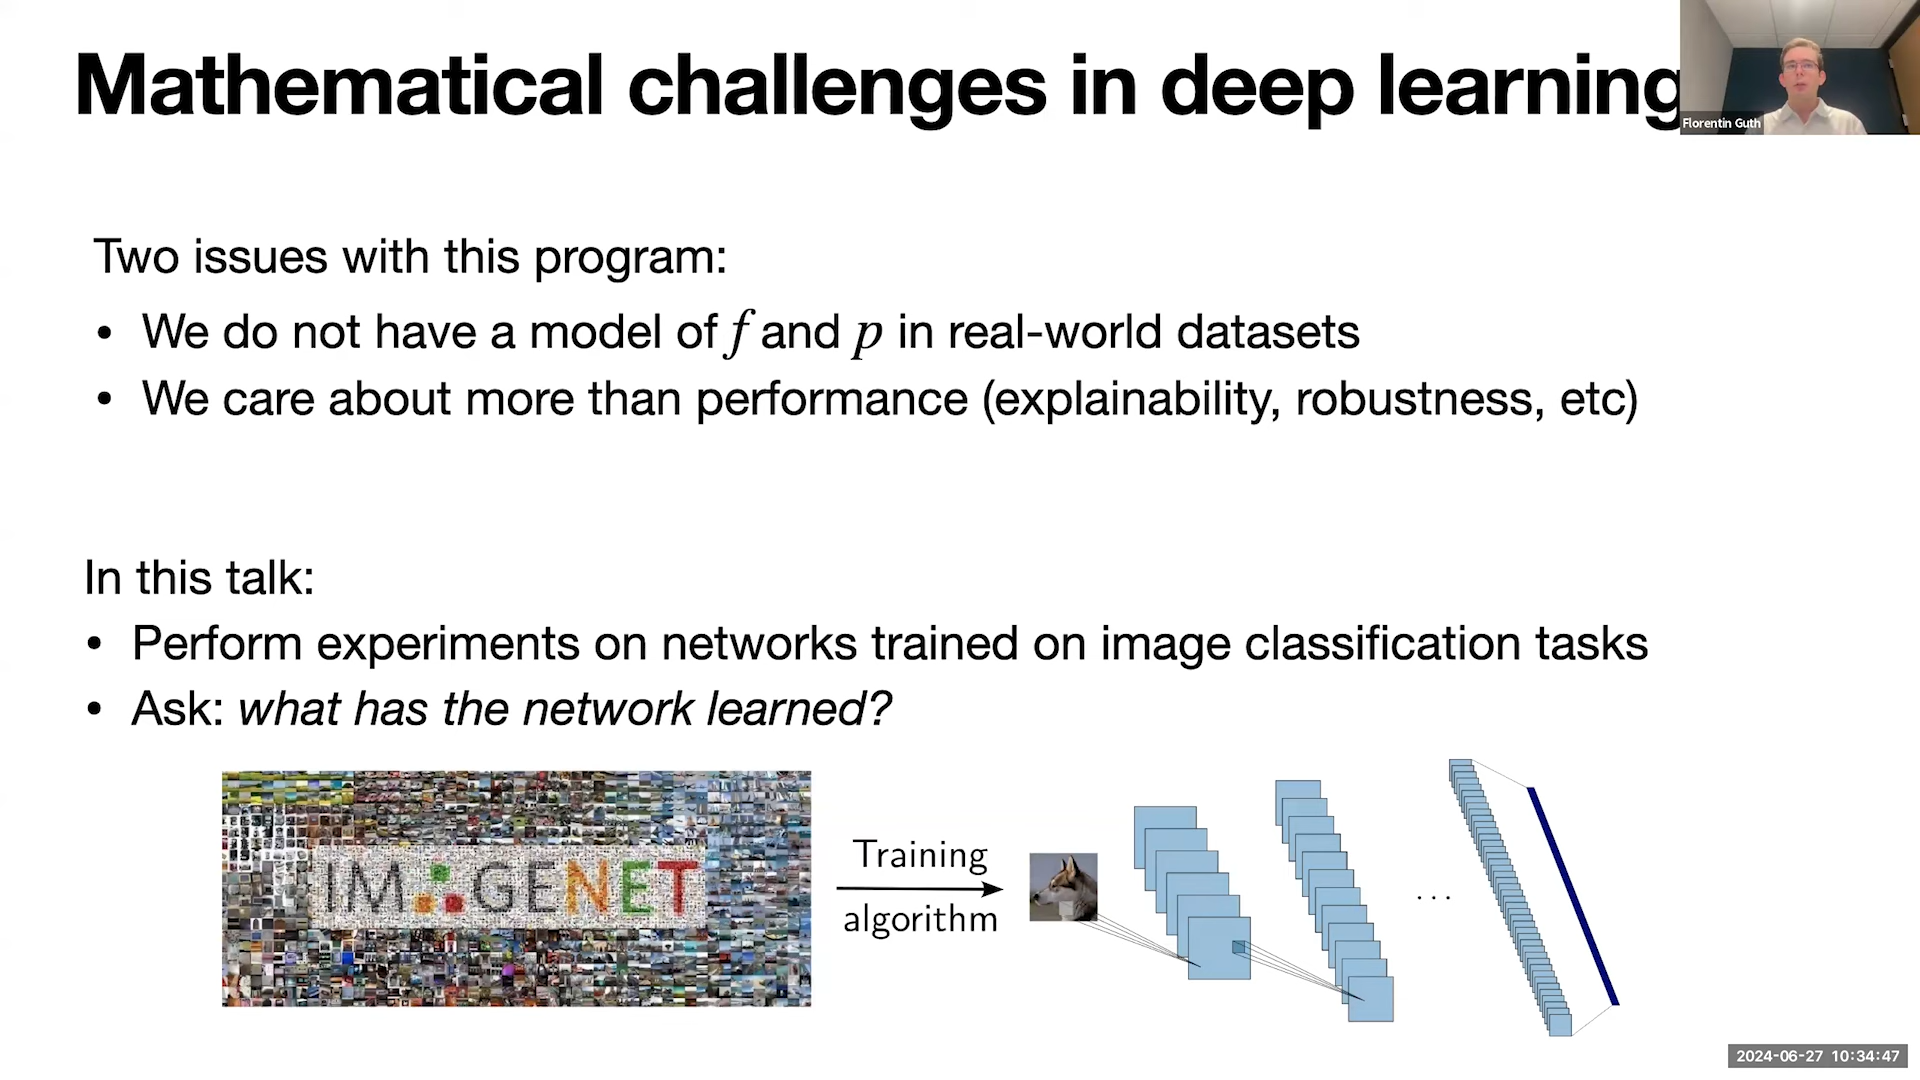 Mathematical challenges in deep learning
Florentin Guth
Two issues with this program:
• We do not have a model of f and p in real-world datasets
• We care about more than performance (explainability, robustness, etc)
In this talk:
• Perform experiments on networks trained on image classification tasks
• Ask: what has the network learned?
IMAGENET
Training
algorithm
...
2024-06-27 10:34:47